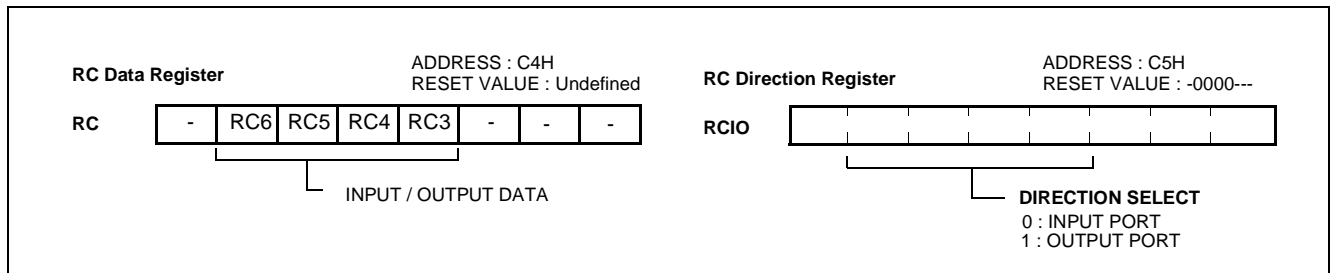 RC Data Register
ADDRESS : C4H
RESET VALUE : Undefined
RC
- RC6 RC5 RC4 RC3 - - -
INPUT / OUTPUT DATA
RC Direction Register
ADDRESS : C5H
RESET VALUE : -0000---
RCIO
DIRECTION SELECT
0 : INPUT PORT
1 : OUTPUT PORT